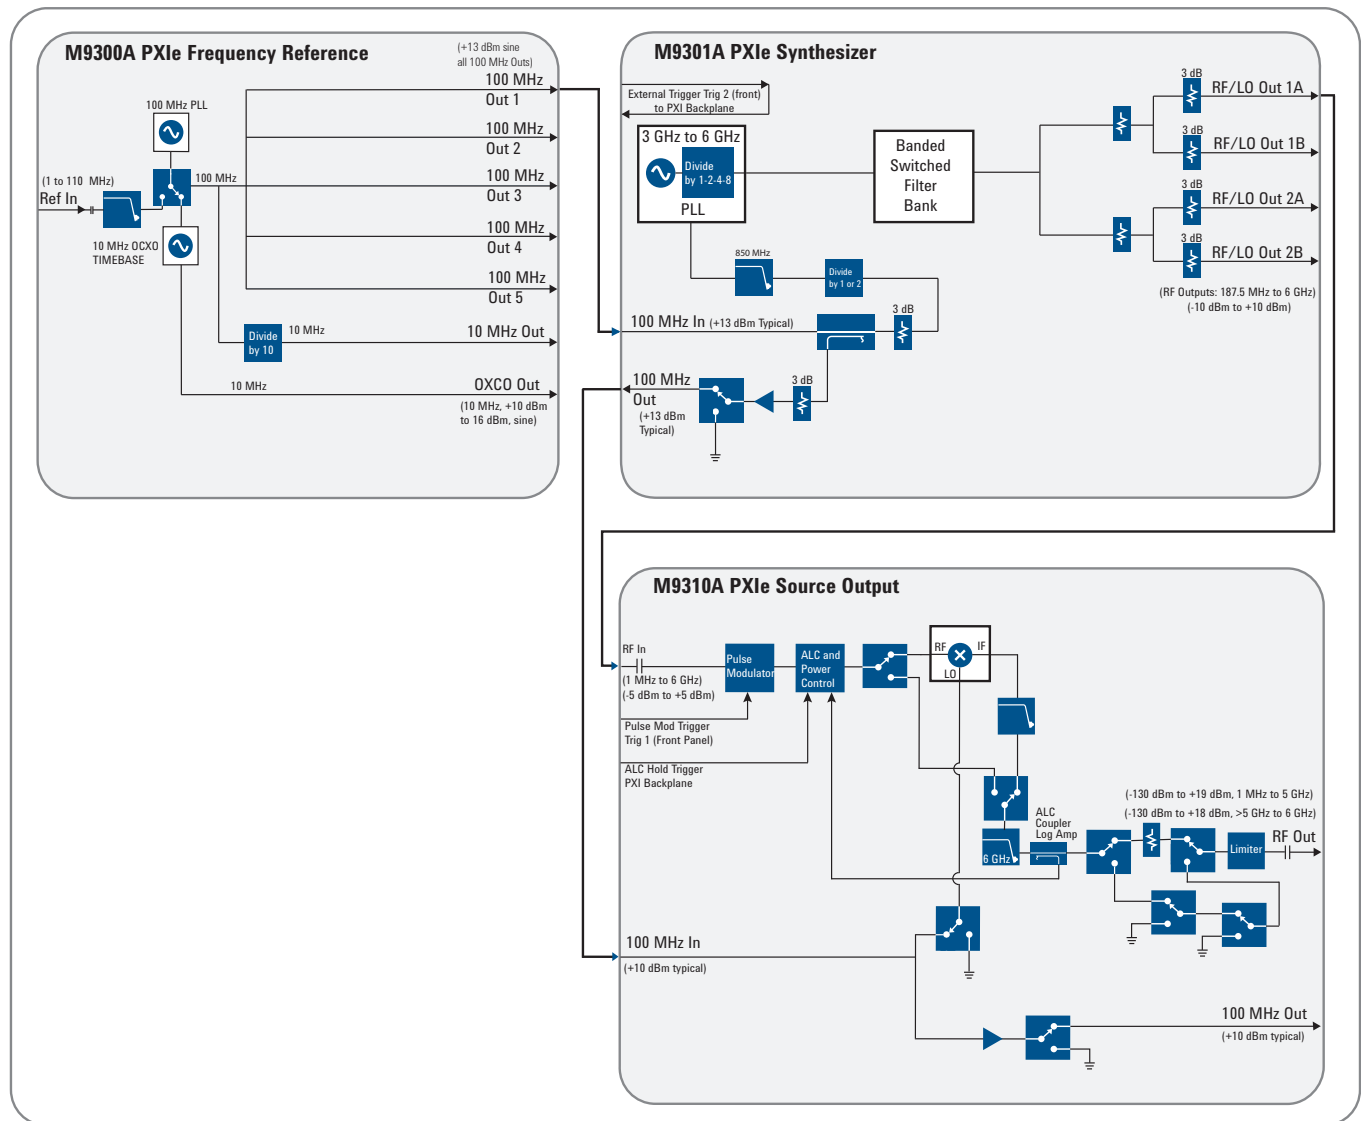 M9300A PXIe Frequency Reference
(+13 dBm sine
all 100 MHz Outs)
100 MHz
Out 1
100 MHz PLL
100 MHz
Out 2
(1 to 110 MHz)
Ref In
100 MHz
100 MHz
Out 3
10 MHz OCXO
TIMEBASE
100 MHz
Out 4
100 MHz
Out 5
Divide
by 10
10 MHz
10 MHz Out
10 MHz
OXCO Out
(10 MHz, +10 dBm
to 16 dBm, sine)
M9301A PXIe Synthesizer
External Trigger Trig 2 (front)
to PXI Backplane
3 GHz to 6 GHz
Divide
by 1-2-4-8
PLL
Banded
Switched
Filter
Bank
3 dB
RF/LO Out 1A
3 dB
RF/LO Out 1B
3 dB
RF/LO Out 2A
3 dB
RF/LO Out 2B
(RF Outputs: 187.5 MHz to 6 GHz)
(-10 dBm to +10 dBm)
850 MHz
Divide
by 1 or 2
100 MHz In (+13 dBm Typical)
3 dB
100 MHz
Out
(+13 dBm
Typical)
3 dB
M9310A PXIe Source Output
RF In
(1 MHz to 6 GHz)
(-5 dBm to +5 dBm)
Pulse
Modulator
ALC and
Power
Control
RF
IF
LO
Pulse Mod Trigger
Trig 1 (Front Panel)
ALC Hold Trigger
PXI Backplane
(-130 dBm to +19 dBm, 1 MHz to 5 GHz)
(-130 dBm to +18 dBm, >5 GHz to 6 GHz)
ALC
Coupler
Log Amp
6 GHz
Limiter
RF Out
100 MHz In
(+10 dBm typical)
100 MHz Out
(+10 dBm typical)